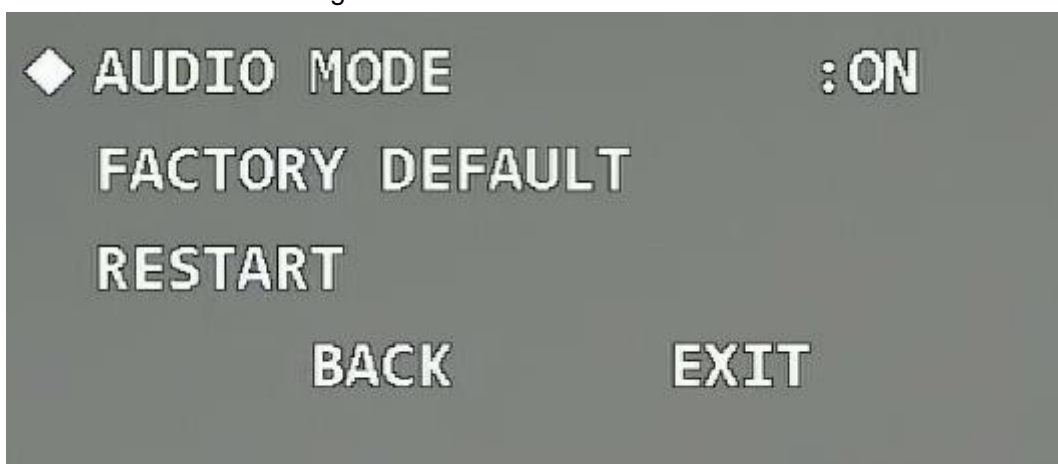 ◆ AUDIO MODE :ON
FACTORY DEFAULT
RESTART
BACK EXIT